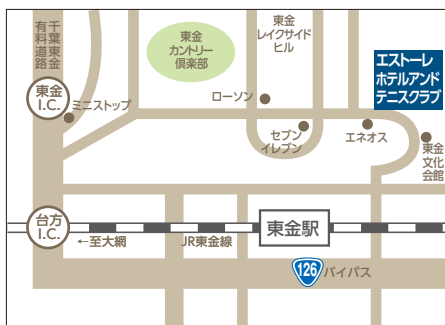 千葉東金
有料道路
東金
I.C.
ミニストップ
東金
カントリー
倶楽部
東金
レイクサイド
ヒル
ローソン
セブン
イレブン
エネオス
エストーレ
ホテルアンド
テニスクラブ
東金
文化
会館
台方
I.C.
←至大網
JR東金線
東金駅
126
バイパス